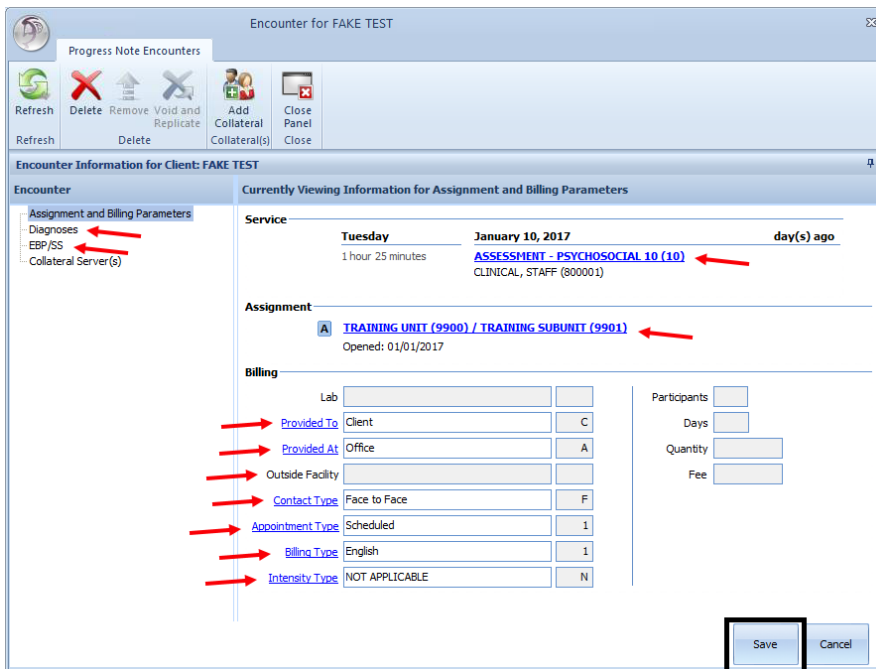 Encounter for FAKE TEST
Progress Note Encounters
Refresh
Delete
Remove
Void and
Replicate
Add
Collateral
Close
Panel
Refresh
Delete
Collateral(s)
Close
Encounter Information for Client: FAKE TEST
Encounter
Currently Viewing Information for Assignment and Billing Parameters
Assignment and Billing Parameters
Diagnoses
EBP/SS
Collateral Server(s)
Service
Tuesday January 10, 2017 day(s) ago
1 hour 25 minutes ASSESSMENT - PSYCHOSOCIAL 10 (10)
CLINICAL, STAFF (800001)
Assignment
A TRAINING UNIT (9900) / TRAINING SUBUNIT (9901)
Opened: 01/01/2017
Billing
Lab
Provided To Client C
Provided At Office A
Outside Facility
Contact Type Face to Face F
Appointment Type Scheduled 1
Billing Type English 1
Intensity Type NOT APPLICABLE N
Participants
Days
Quantity
Fee
Save Cancel